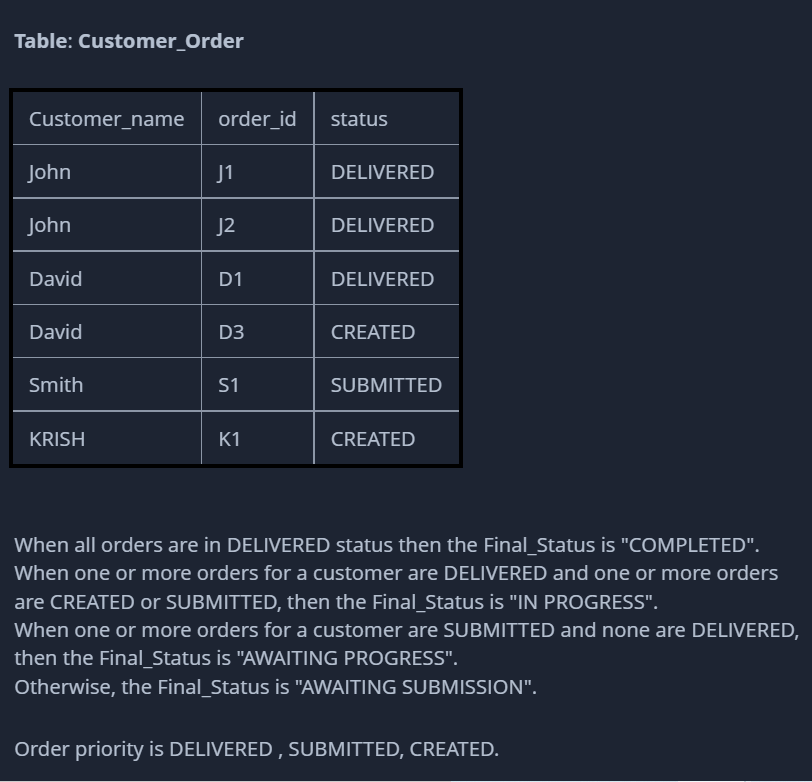 Table: Customer_Order
Customer_name order_id status
John J1 DELIVERED
John J2 DELIVERED
David D1 DELIVERED
David D3 CREATED
Smith S1 SUBMITTED
KRISH K1 CREATED
When all orders are in DELIVERED status then the Final_Status is "COMPLETED".
When one or more orders for a customer are DELIVERED and one or more orders
are CREATED or SUBMITTED, then the Final_Status is "IN PROGRESS".
When one or more orders for a customer are SUBMITTED and none are DELIVERED,
then the Final_Status is "AWAITING PROGRESS".
Otherwise, the Final_Status is "AWAITING SUBMISSION".
Order priority is DELIVERED , SUBMITTED, CREATED.